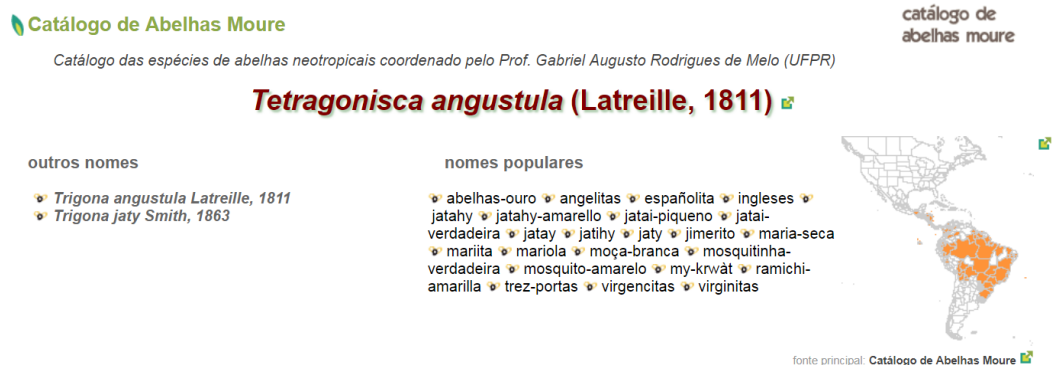 Catálogo de Abelhas Moure
catálogo de
abelhas moure
Catálogo das espécies de abelhas neotropicais coordenado pelo Prof. Gabriel Augusto Rodrigues de Melo (UFPR)
Tetragonisca angustula (Latreille, 1811)
outros nomes
Trigona angustula Latreille, 1811
Trigona jaty Smith, 1863
nomes populares
abelhas-ouro angelitas españolita ingleses
jatahy jatahy-amarello jatai-piqueno jatai-
verdadeira jatay jatihy jaty jimerito maria-seca
mariita mariola moça-branca mosquitinha-
verdadeira mosquito-amarelo my-krwàt ramichi-
amarilla trez-portas virgencitas virginitas
fonte principal: Catálogo de Abelhas Moure